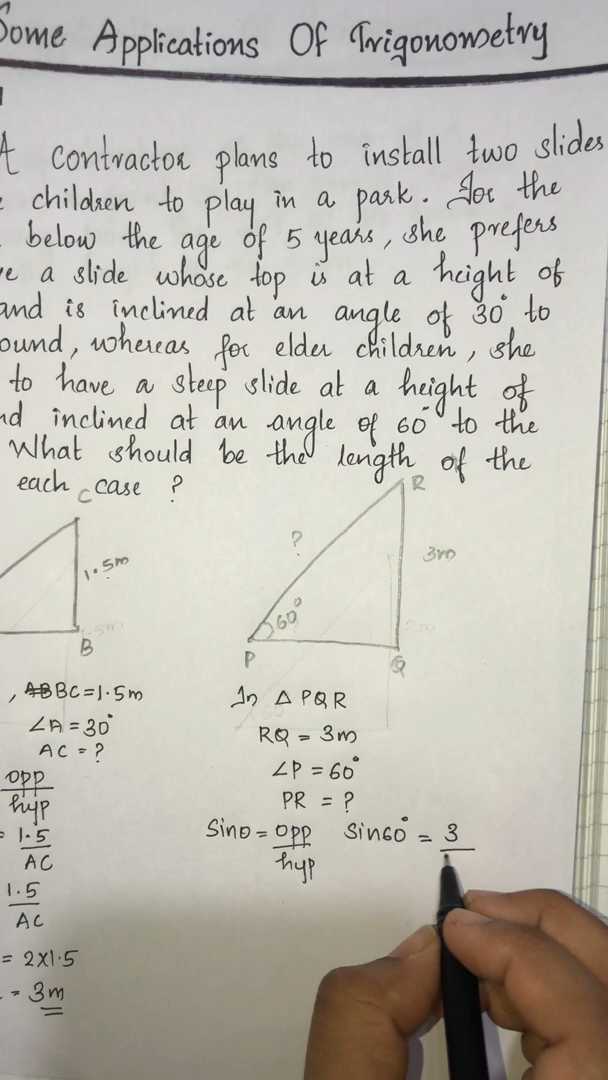 Some Applications Of Trigonometry
A contractor plans to install two slides
children to play in a park. For the
below the age of 5 years, she prefers
a slide whose top is at a height of
and is inclined at an angle of 30° to
ound, whereas for elder children, she
to have a steep slide at a height of
nd inclined at an angle of 60° to the
What should be the length of the
each case ?
C
1.5m
B
R
?
3m
60°
P
Q
, AB BC = 1.5m
∠A = 30°
AC = ?
opp
hyp
= 1.5
AC
1.5
AC
= 2X1.5
= 3m
In △ PQR
RQ = 3m
∠P = 60°
PR = ?
Sinθ = opp
hyp
Sin60° = 3